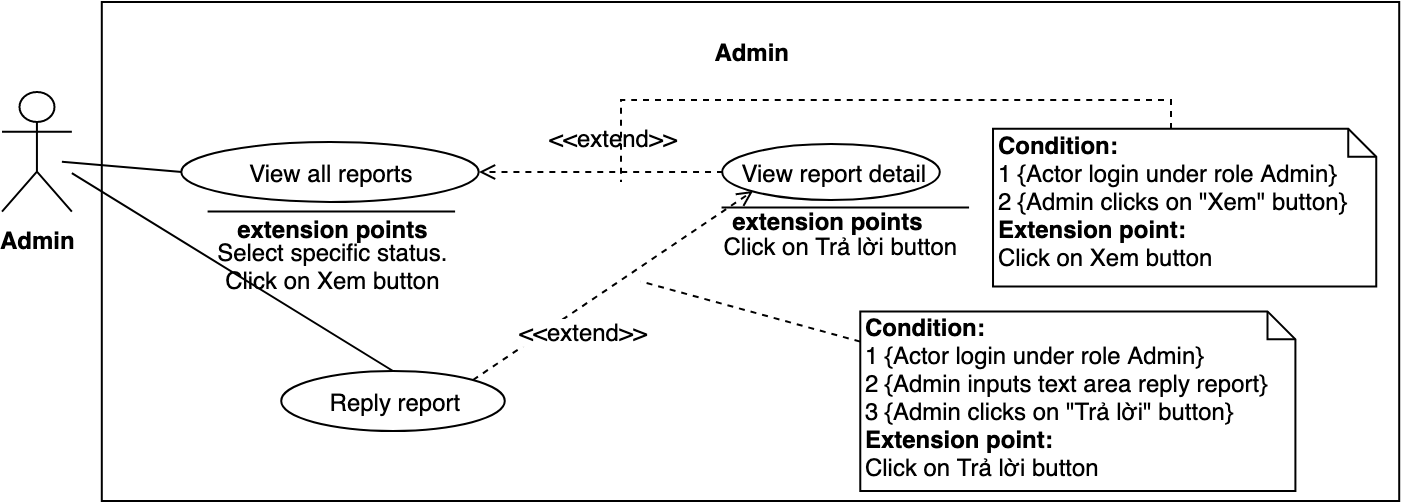 Admin
<<extend>>
Condition:
1 {Actor login under role Admin}
2 {Admin clicks on "Xem" button}
Extension point:
Click on Xem button
View all reports
View report detail
Admin
extension points
Select specific status.
Click on Xem button
extension points
Click on Trả lời button
<<extend>>
Condition:
1 {Actor login under role Admin}
2 {Admin inputs text area reply report}
3 {Admin clicks on "Trả lời" button}
Extension point:
Click on Trả lời button
Reply report